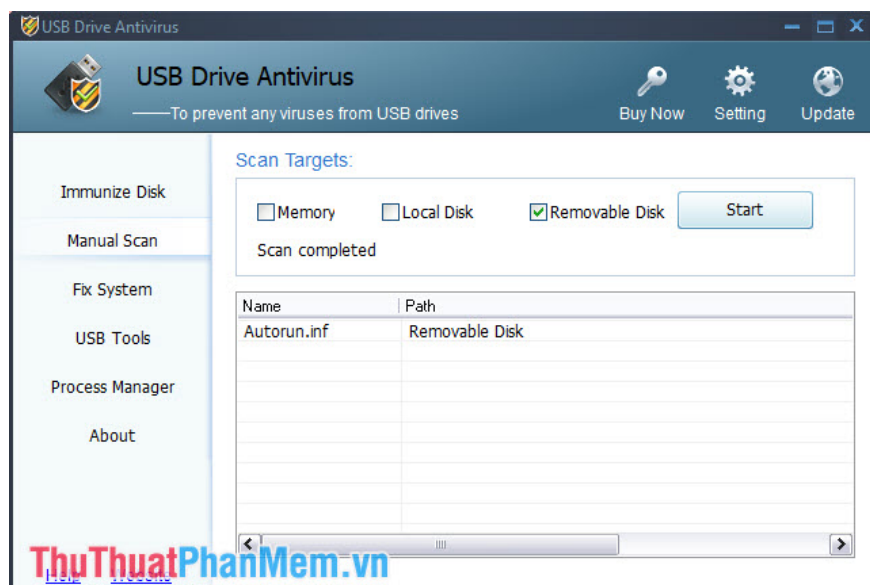 USB Drive Antivirus
USB Drive Antivirus
——To prevent any viruses from USB drives
Buy Now Setting Update
Immunize Disk
Manual Scan
Fix System
USB Tools
Process Manager
About
Scan Targets:
Memory Local Disk Removable Disk Start
Scan completed
Name Path
Autorun.inf Removable Disk
ThuThuatPhanMem.vn
Help Website